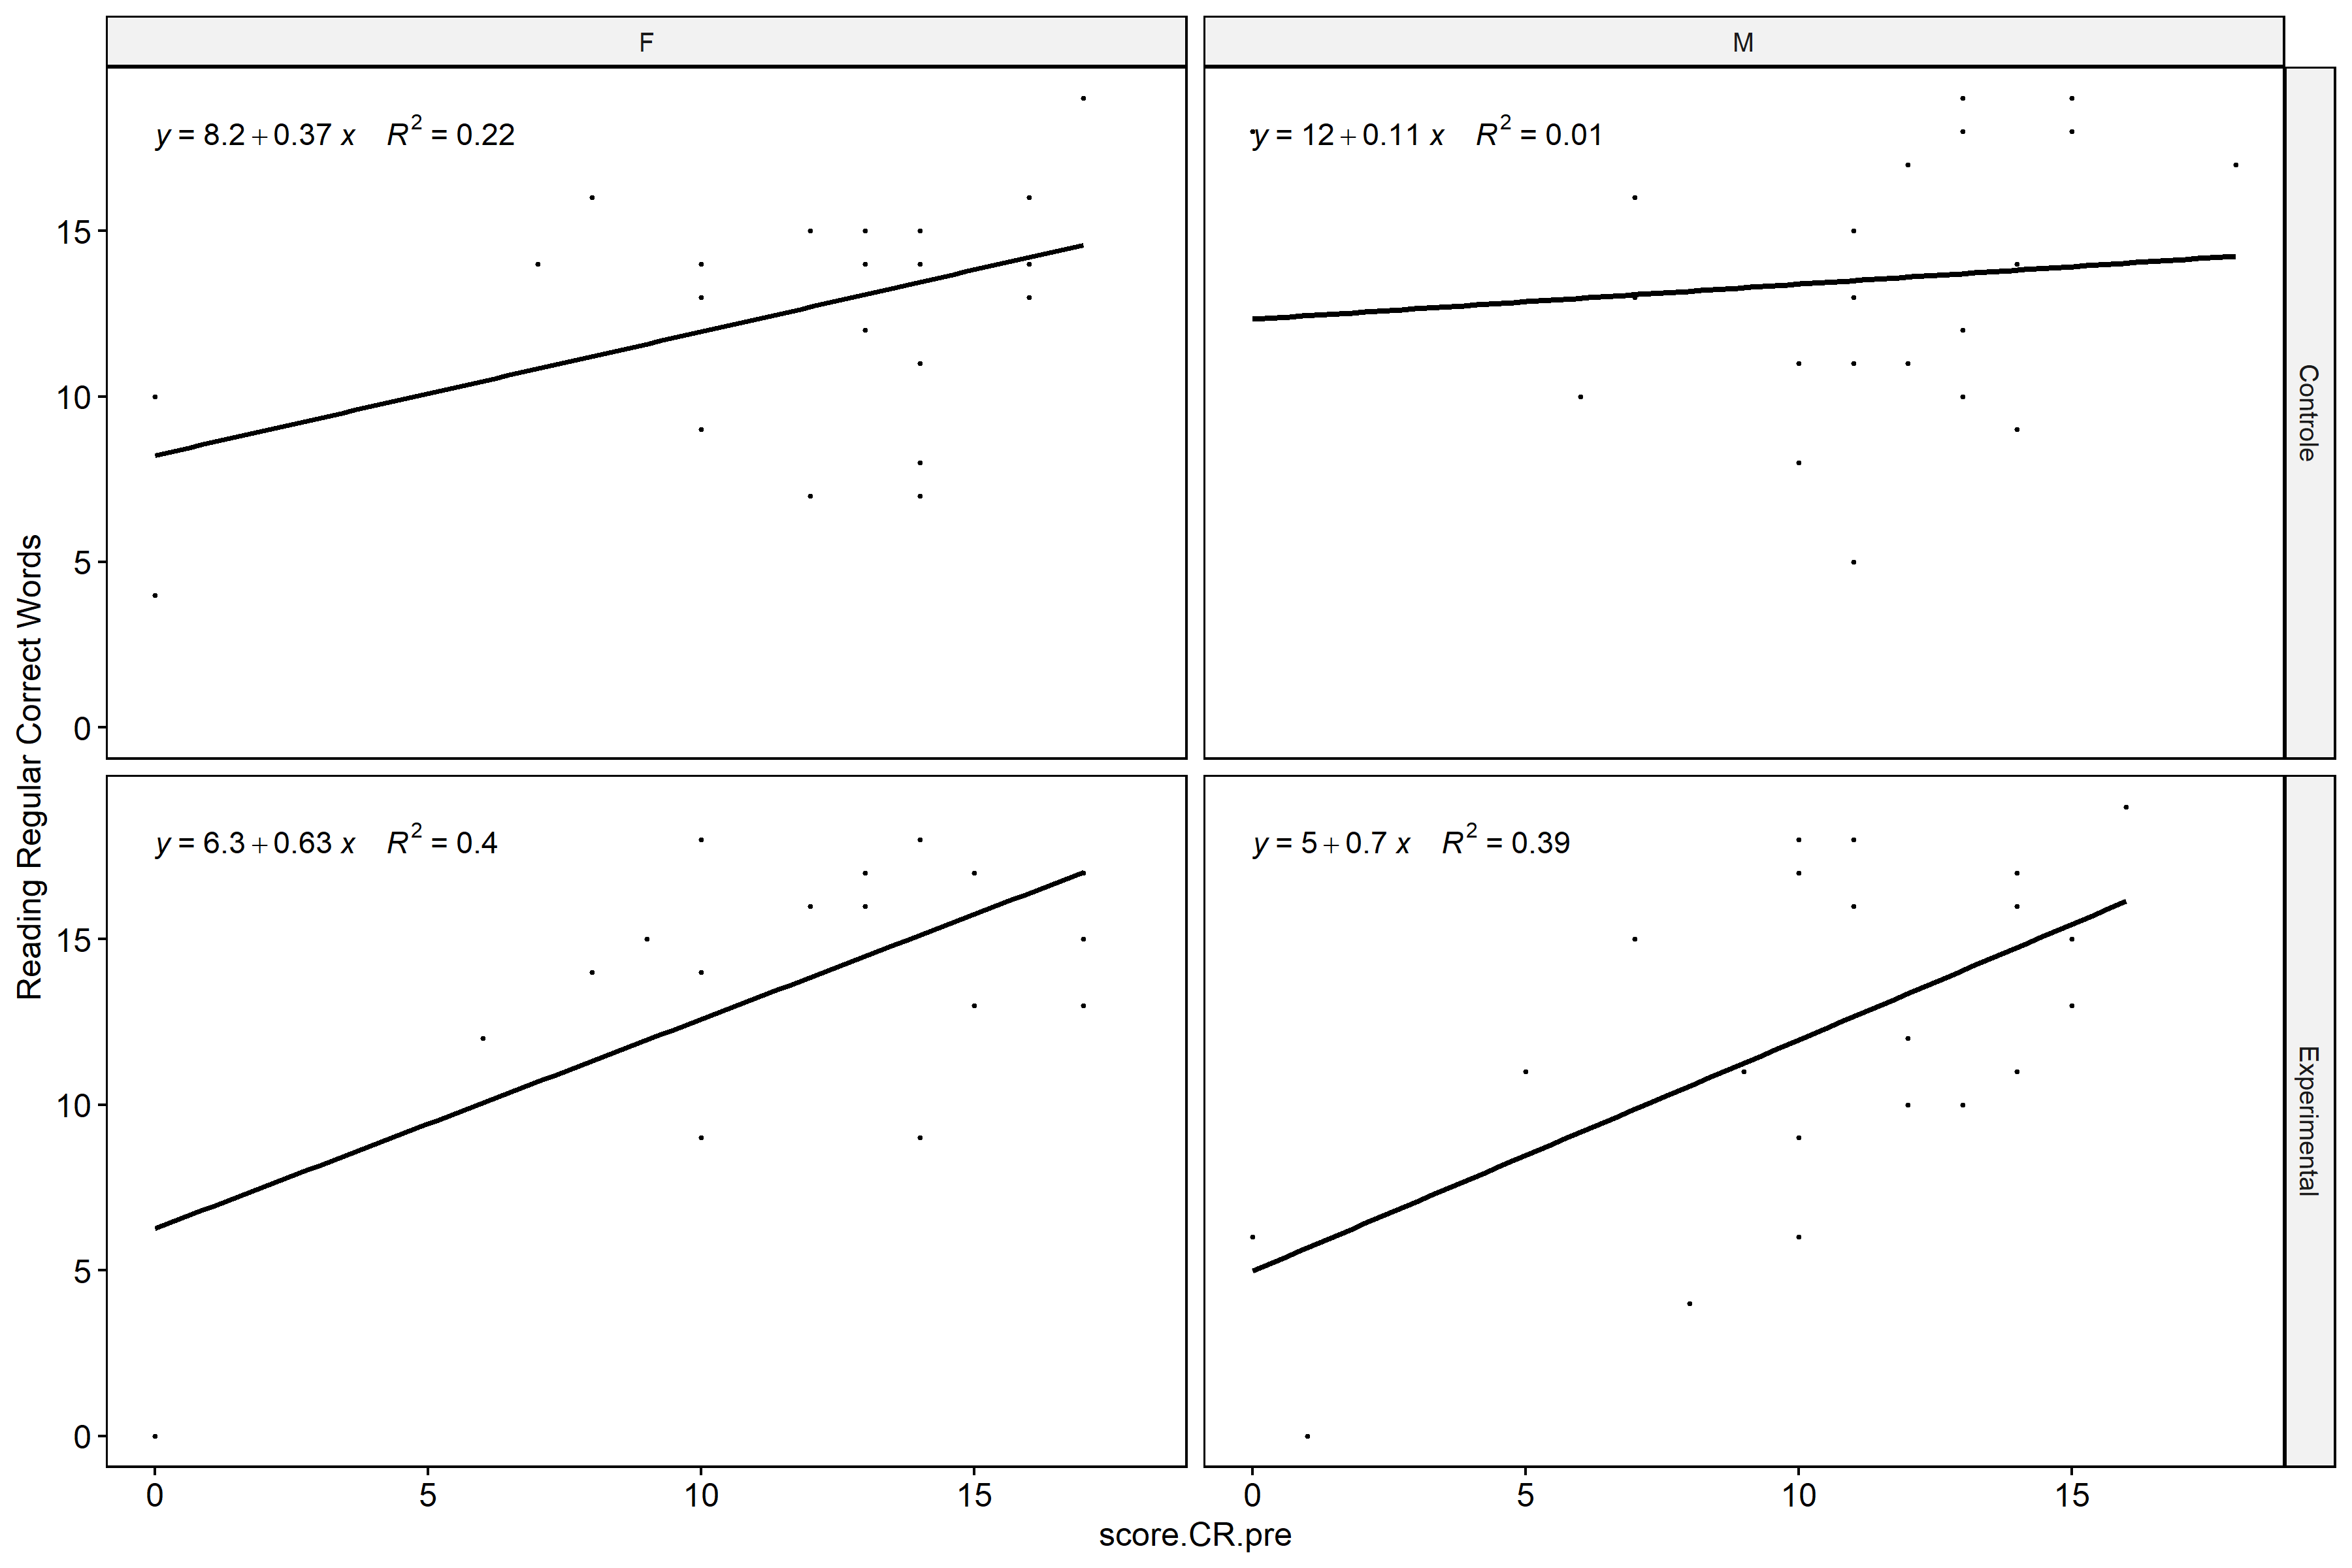 F
M
y = 8.2 + 0.37 x R² = 0.22
y = 12 + 0.11 x R² = 0.01
15
10
5
0
Controle
Reading Regular Correct Words
y = 6.3 + 0.63 x R² = 0.4
y = 5 + 0.7 x R² = 0.39
15
10
5
0
Experimental
0 5 10 15
0 5 10 15
score.CR.pre